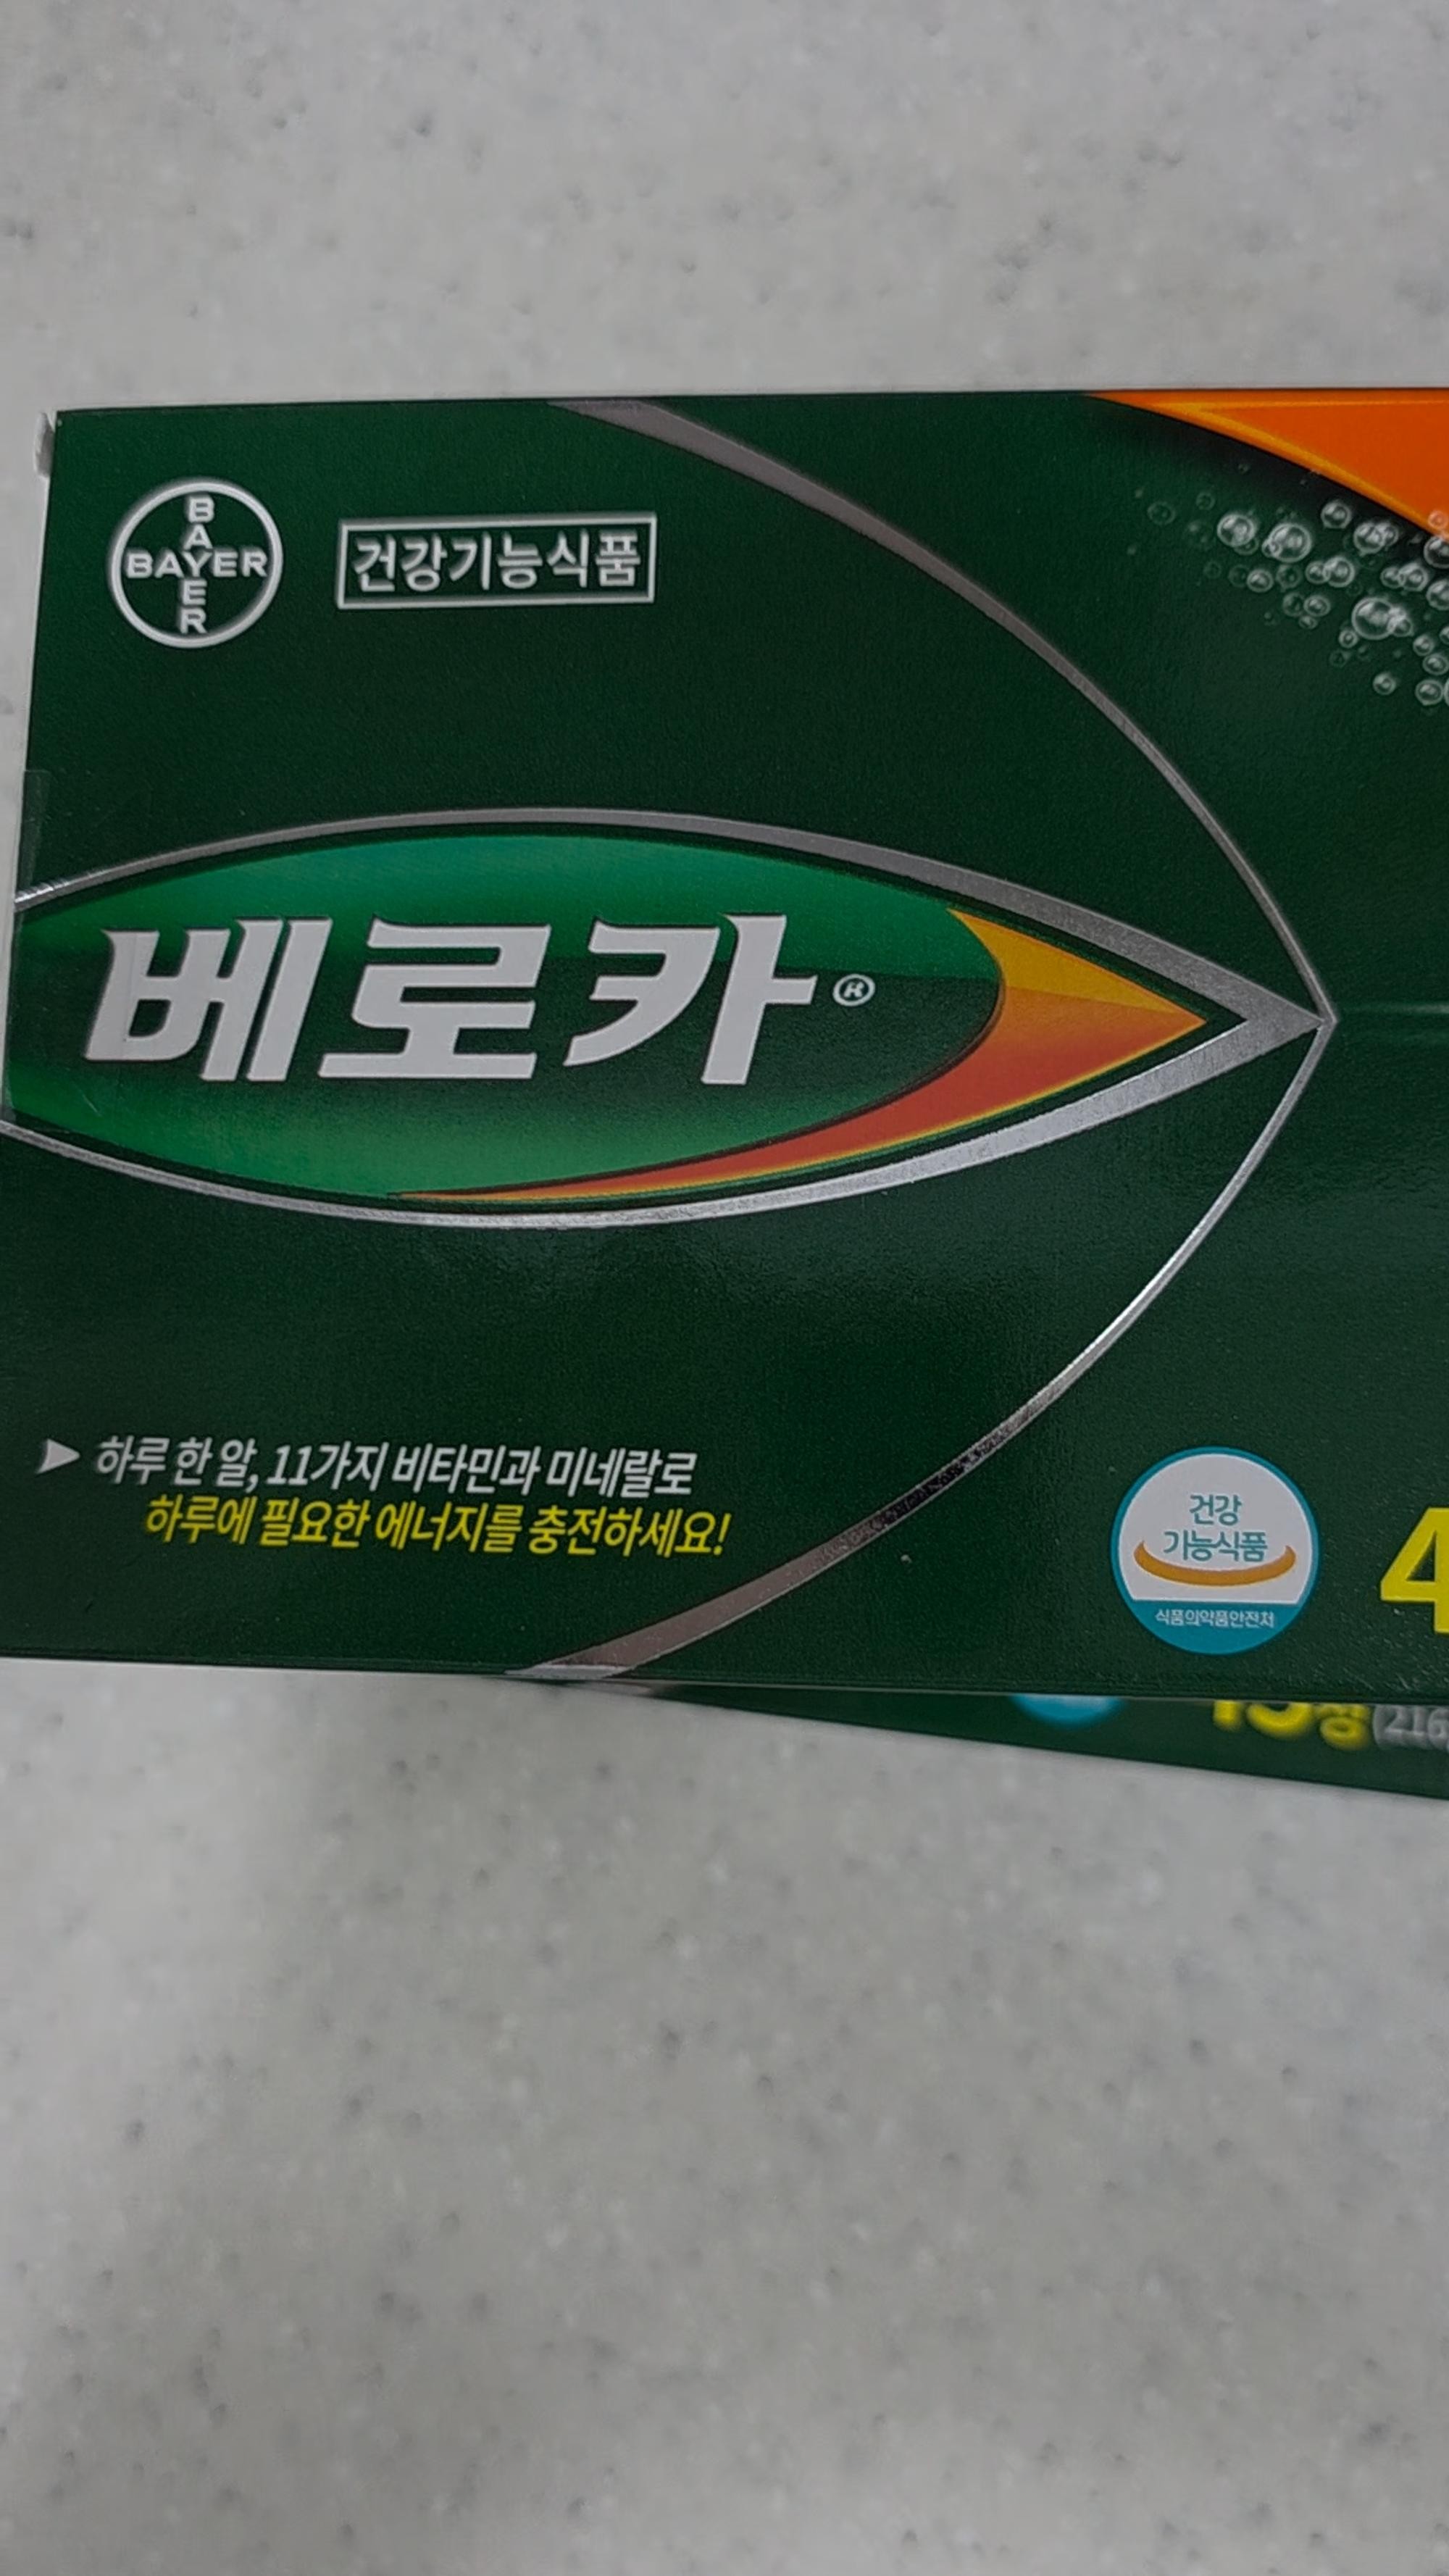 BAYER
BAYER
건강기능식품
베로카®
하루 한 알, 11가지 비타민과 미네랄로
하루에 필요한 에너지를 충전하세요!
건강
기능식품
식품의약품안전처
4